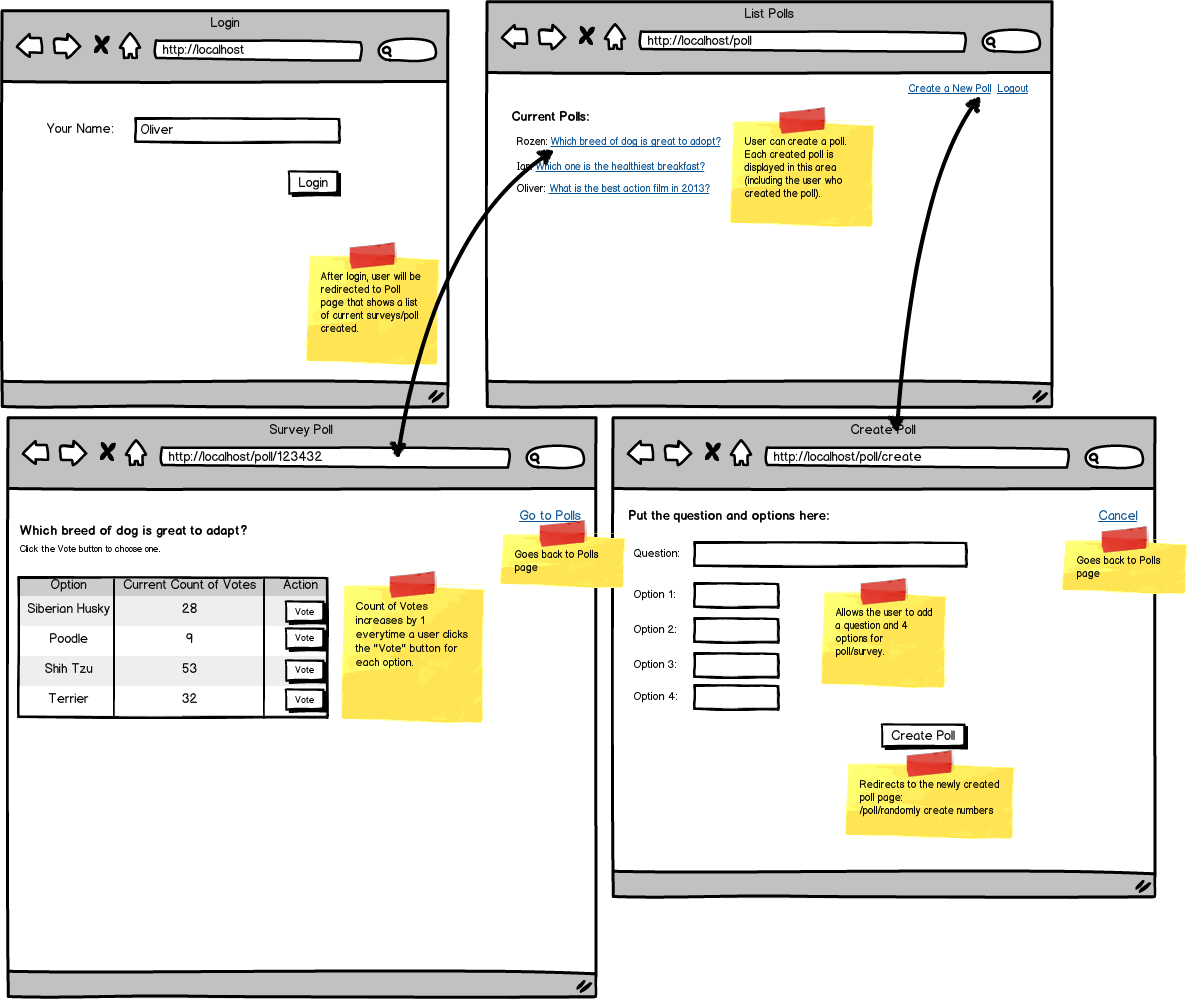 Login
http://localhost
Your Name:
Oliver
Login
After login, user will be
redirected to Poll
page that shows a list
of current surveys/poll
created.
List Polls
http://localhost/poll
Create a New Poll Logout
Current Polls:
Rozen: Which breed of dog is great to adopt?
Ian: Which one is the healthiest breakfast?
Oliver: What is the best action film in 2013?
User can create a poll.
Each created poll is
displayed in this area
(including the user who
created the poll).
Survey Poll
http://localhost/poll/123432
Go to Polls
Goes back to Polls
page
Which breed of dog is great to adapt?
Click the Vote button to choose one.
Option Current Count of Votes Action
Siberian Husky 28 Vote
Poodle 9 Vote
Shih Tzu 53 Vote
Terrier 32 Vote
Count of Votes
increases by 1
everytime a user clicks
the "Vote" button for
each option.
Create Poll
http://localhost/poll/create
Put the question and options here:
Cancel
Goes back to Polls
page
Question:
Option 1:
Option 2:
Option 3:
Option 4:
Allows the user to add
a question and 4
options for
poll/survey.
Create Poll
Redirects to the newly created
poll page:
/poll/randomly create numbers